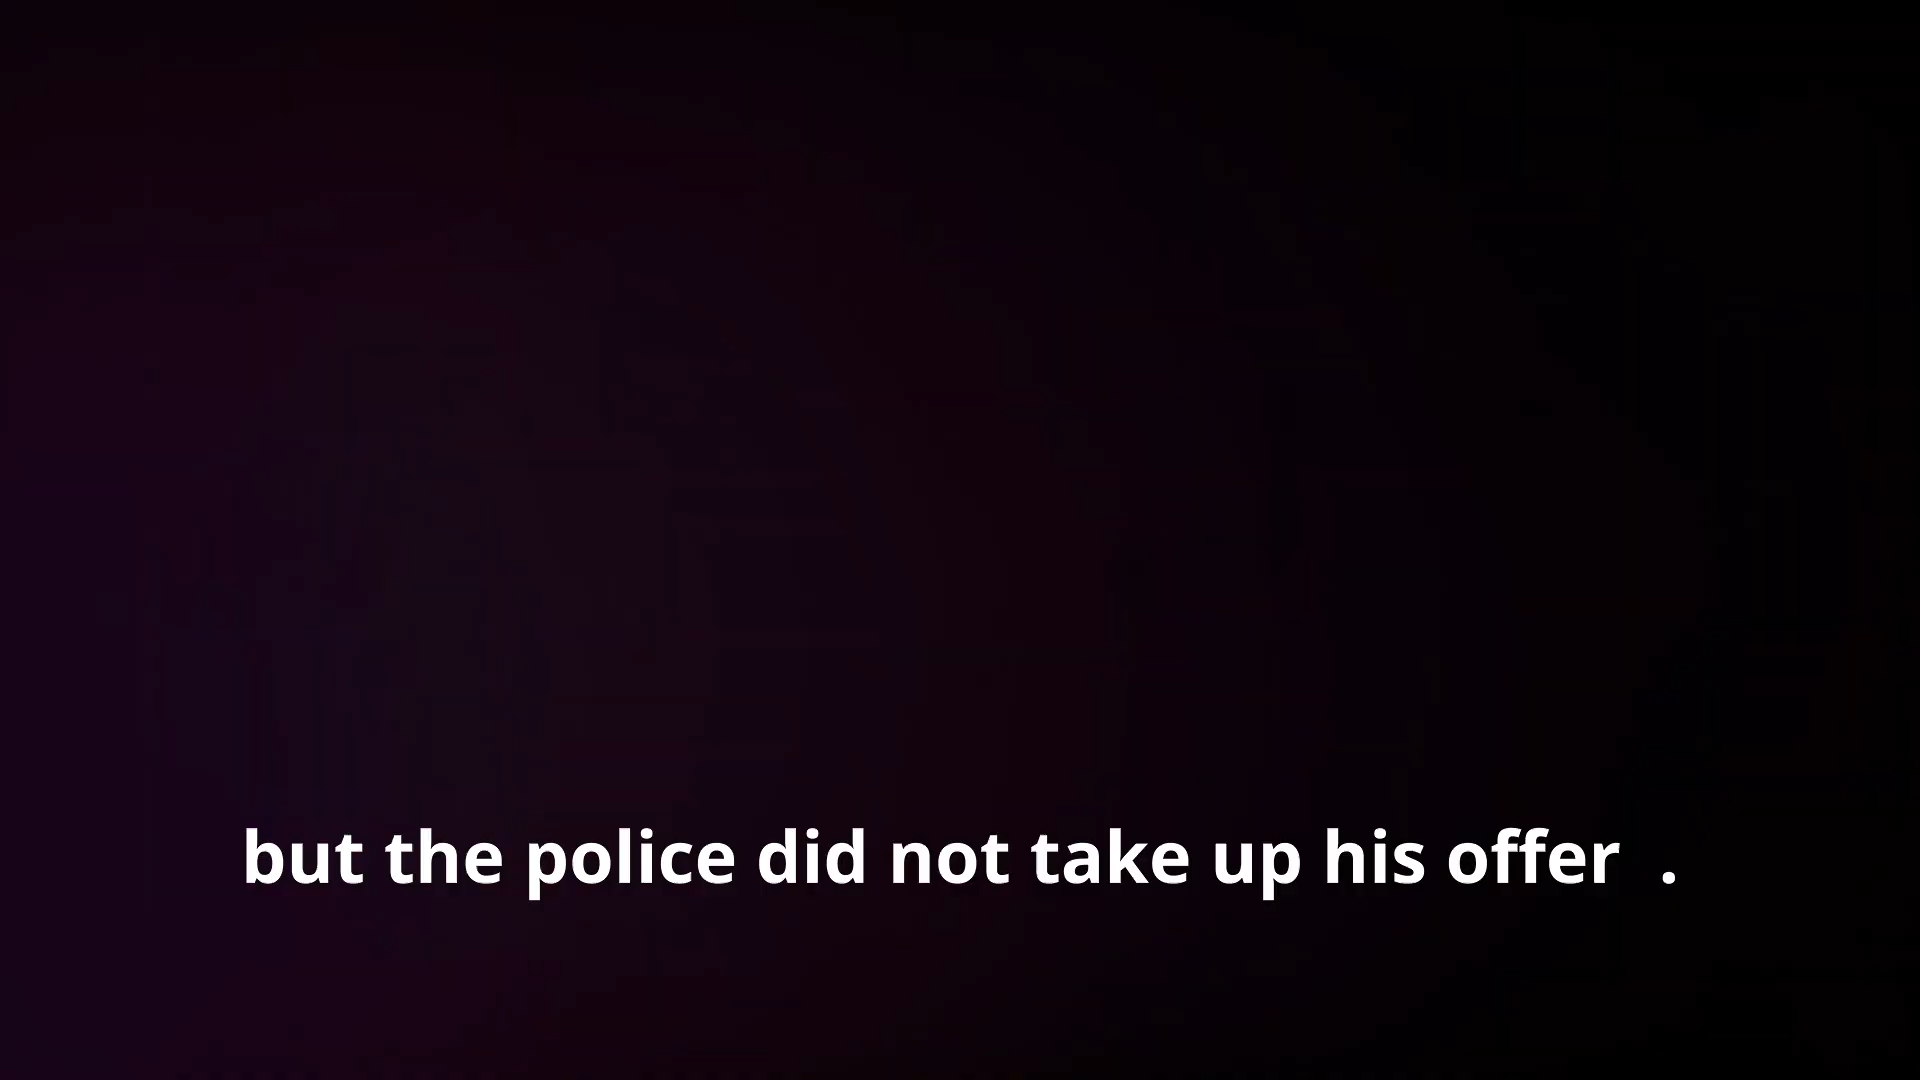 but the police did not take up his offer  .